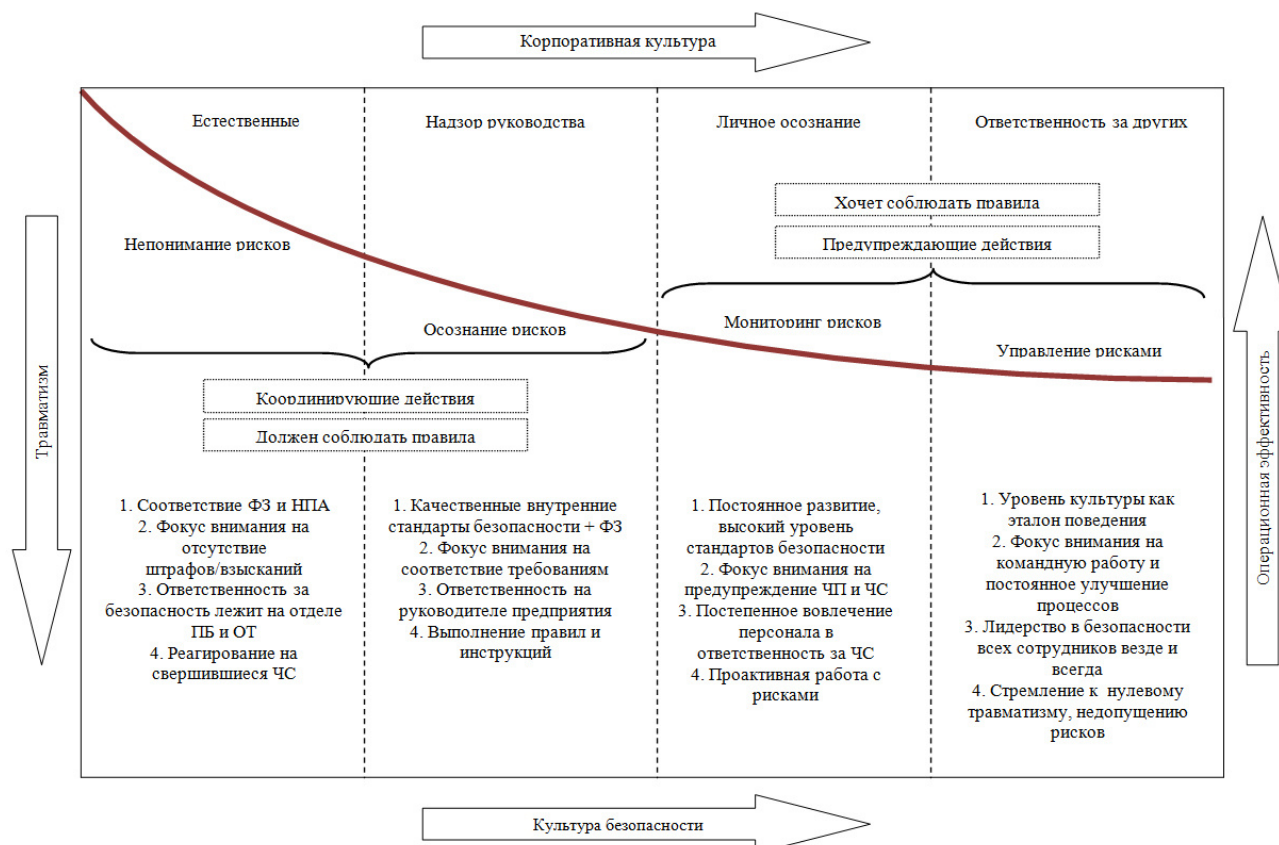 Корпоративная культура
Естественные
Надзор руководства
Личное осознание
Ответственность за других
Хочет соблюдать правила
Предупреждающие действия
Непонимание рисков
Осознание рисков
Мониторинг рисков
Управление рисками
Координирующие действия
Должен соблюдать правила
Травматизм
Операционная эффективность
1. Соответствие ФЗ и НПА
2. Фокус внимания на
отсутствие
штрафов/взысканий
3. Ответственность за
безопасность лежит на отделе
ПБ и ОТ
4. Реагирование на
свершившиеся ЧС
1. Качественные внутренние
стандарты безопасности + ФЗ
2. Фокус внимания на
соответствие требованиям
3. Ответственность на
руководителе предприятия
4. Выполнение правил и
инструкций
1. Постоянное развитие,
высокий уровень
стандартов безопасности
2. Фокус внимания на
предупреждение ЧП и ЧС
3. Постепенное вовлечение
персонала в
ответственность за ЧС
4. Проактивная работа с
рисками
1. Уровень культуры как
эталон поведения
2. Фокус внимания на
командную работу и
постоянное улучшение
процессов
3. Лидерство в безопасности
всех сотрудников везде и
всегда
4. Стремление к нулевому
травматизму, недопущению
рисков
Культура безопасности